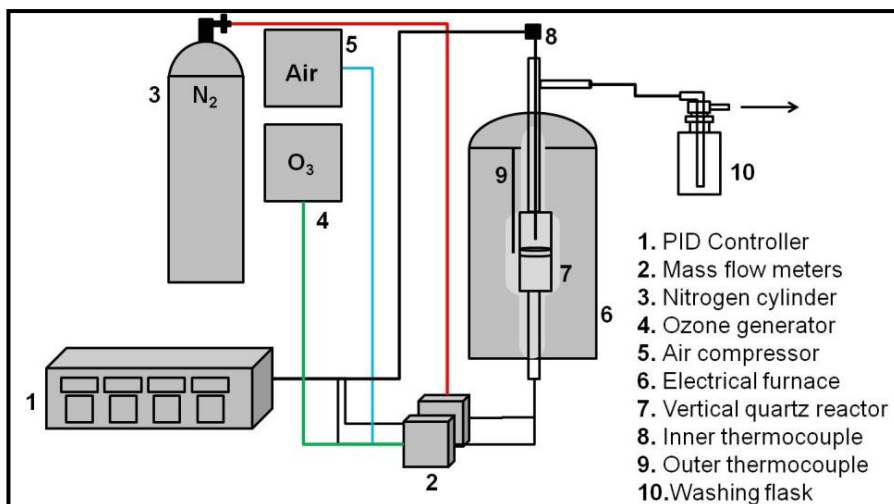 8
5
Air
3
N₂
O₃
4
9
10
7
6
1
2
1. PID Controller
2. Mass flow meters
3. Nitrogen cylinder
4. Ozone generator
5. Air compressor
6. Electrical furnace
7. Vertical quartz reactor
8. Inner thermocouple
9. Outer thermocouple
10.Washing flask